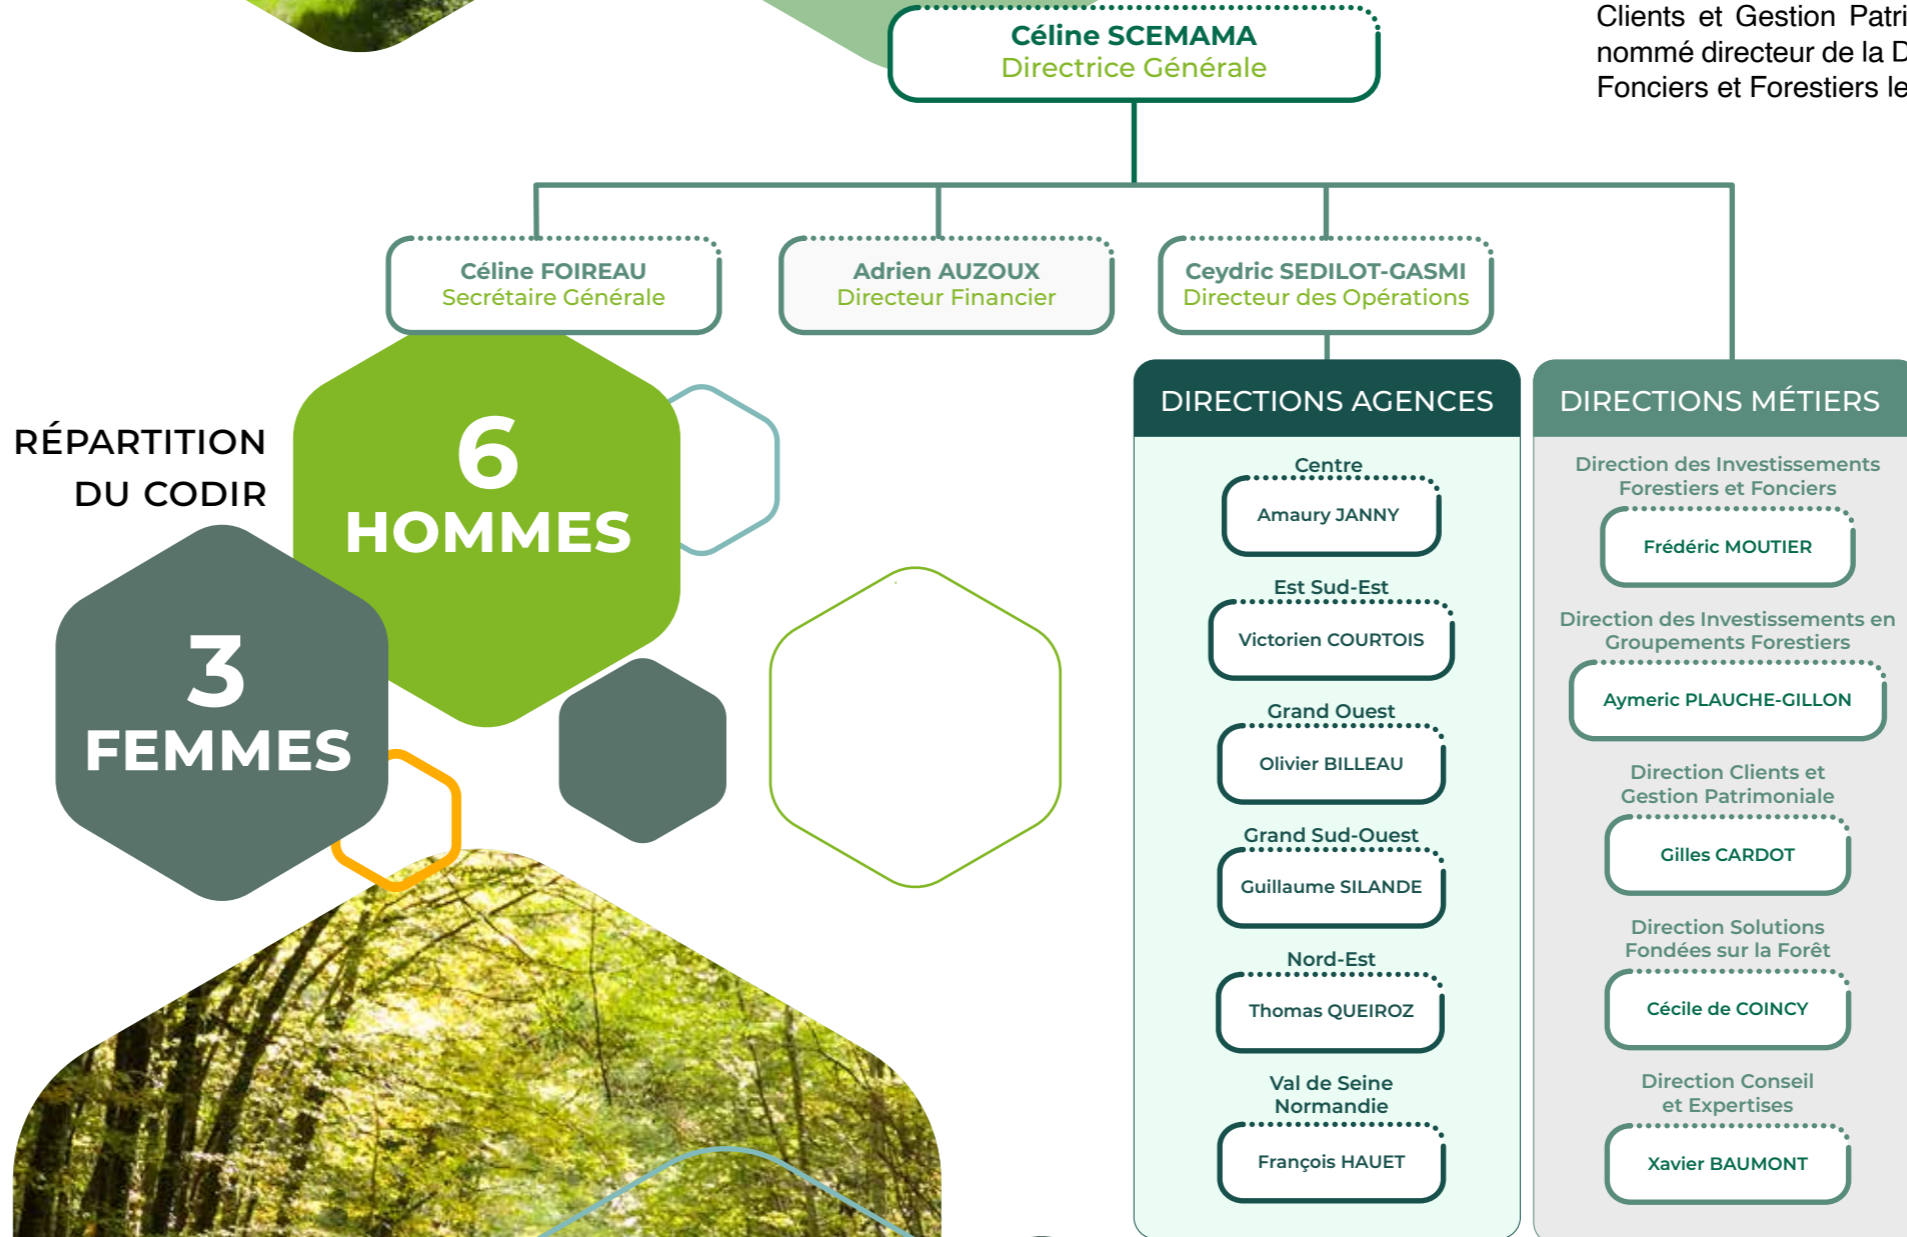 Clients et Gestion Patri
nommé directeur de la D
Fonciers et Forestiers le
Céline SCEMAMA
Directrice Générale
Céline FOIREAU
Secrétaire Générale
Adrien AUZOUX
Directeur Financier
Ceydric SEDILOT-GASMI
Directeur des Opérations
RÉPARTITION
DU CODIR
6
HOMMES
3
FEMMES
DIRECTIONS AGENCES
Centre
Amaury JANNY
Est Sud-Est
Victorien COURTOIS
Grand Ouest
Olivier BILLEAU
Grand Sud-Ouest
Guillaume SILANDE
Nord-Est
Thomas QUEIROZ
Val de Seine
Normandie
François HAUET
DIRECTIONS MÉTIERS
Direction des Investissements
Forestiers et Fonciers
Frédéric MOUTIER
Direction des Investissements en
Groupements Forestiers
Aymeric PLAUCHE-GILLON
Direction Clients et
Gestion Patrimoniale
Gilles CARDOT
Direction Solutions
Fondées sur la Forêt
Cécile de COINCY
Direction Conseil
et Expertises
Xavier BAUMONT